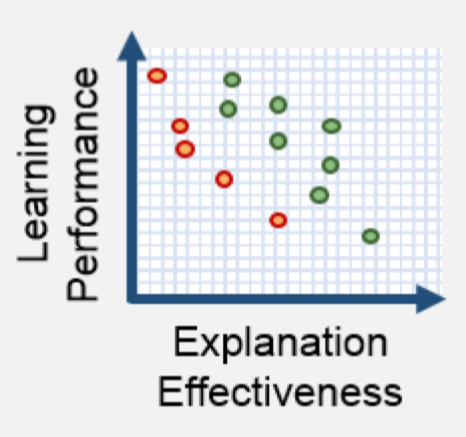 Learning
Performance
Explanation
Effectiveness